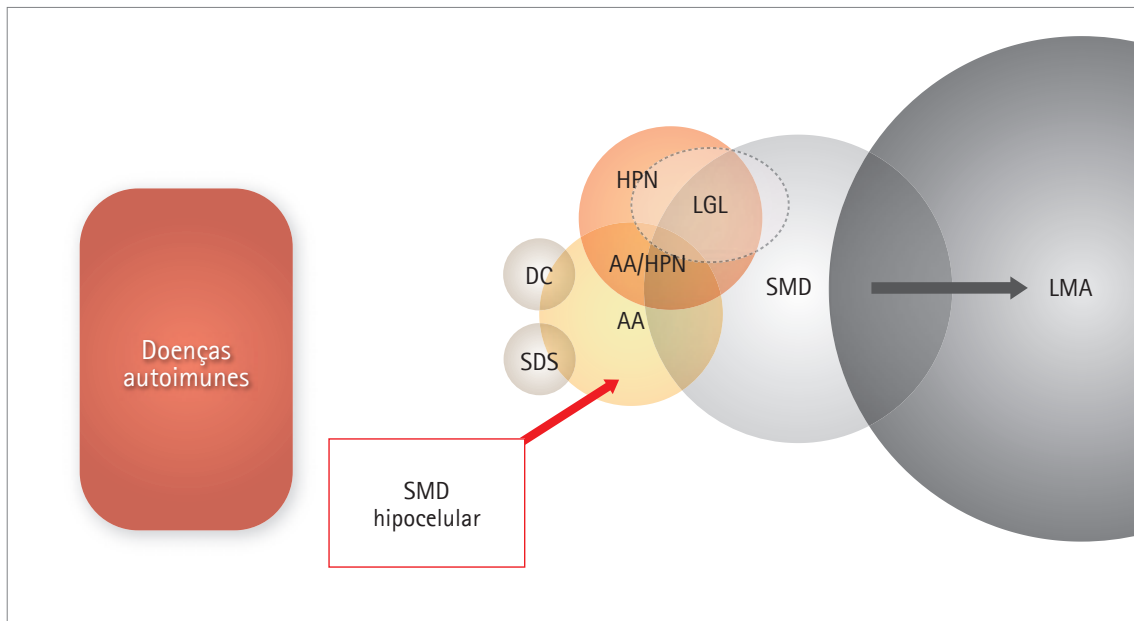 Doenças
autoimunes
SMD
hipocelular
DC
SDS
HPN
LGL
AA/HPN
AA
SMD
LMA